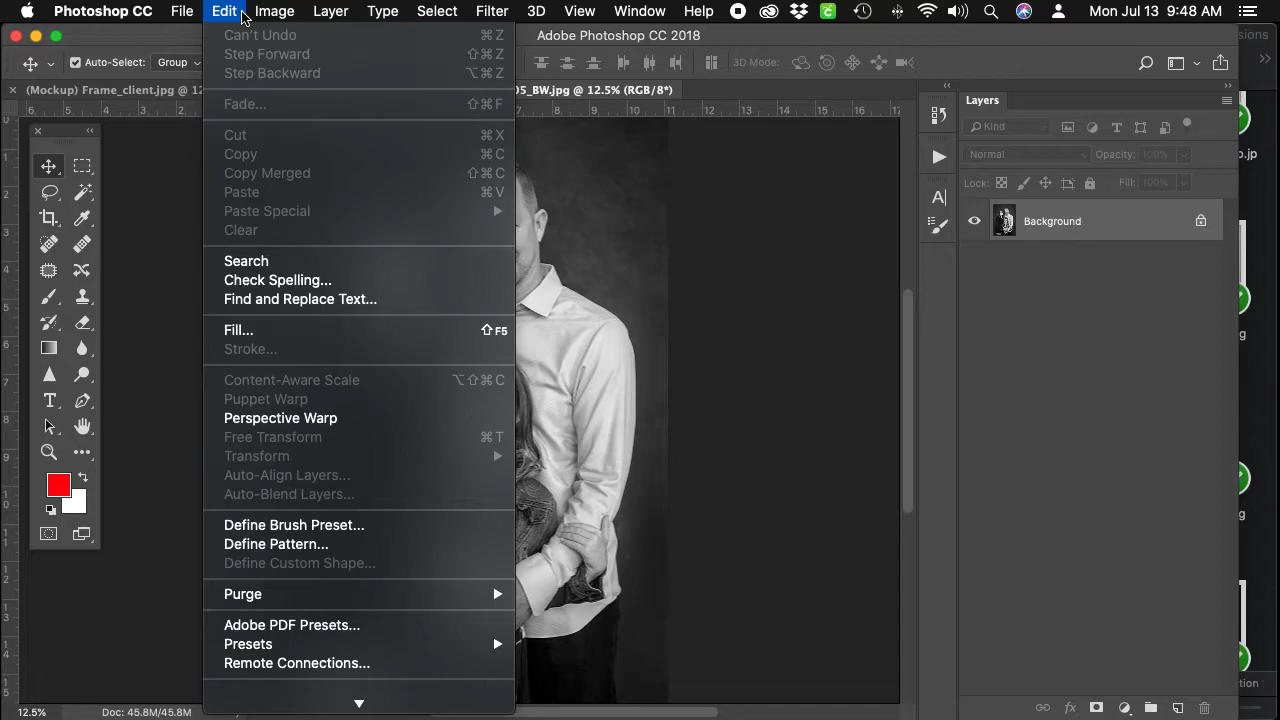 Photoshop CC File Edit Image Layer Type Select Filter 3D View Window Help Mon Jul 13 9:48 AM
Adobe Photoshop CC 2018
Auto-Select: Group 3D Mode:
(Mockup) Frame_client.jpg @ 12 05_BW.jpg @ 12.5% (RGB/8*)
Can't Undo ⌘Z
Step Forward ⇧⌘Z
Step Backward ⌥⌘Z
Fade... ⇧⌘F
Cut ⌘X
Copy ⌘C
Copy Merged ⇧⌘C
Paste ⌘V
Paste Special
Clear
Search
Check Spelling...
Find and Replace Text...
Fill... ⇧F5
Stroke...
Content-Aware Scale ⌥⇧⌘C
Puppet Warp
Perspective Warp
Free Transform ⌘T
Transform
Auto-Align Layers...
Auto-Blend Layers...
Define Brush Preset...
Define Pattern...
Define Custom Shape...
Purge
Adobe PDF Presets...
Presets
Remote Connections...
Layers
Kind
Normal Opacity: 100%
Lock: Fill: 100%
Background
12.5% Doc: 45.8M/45.8M